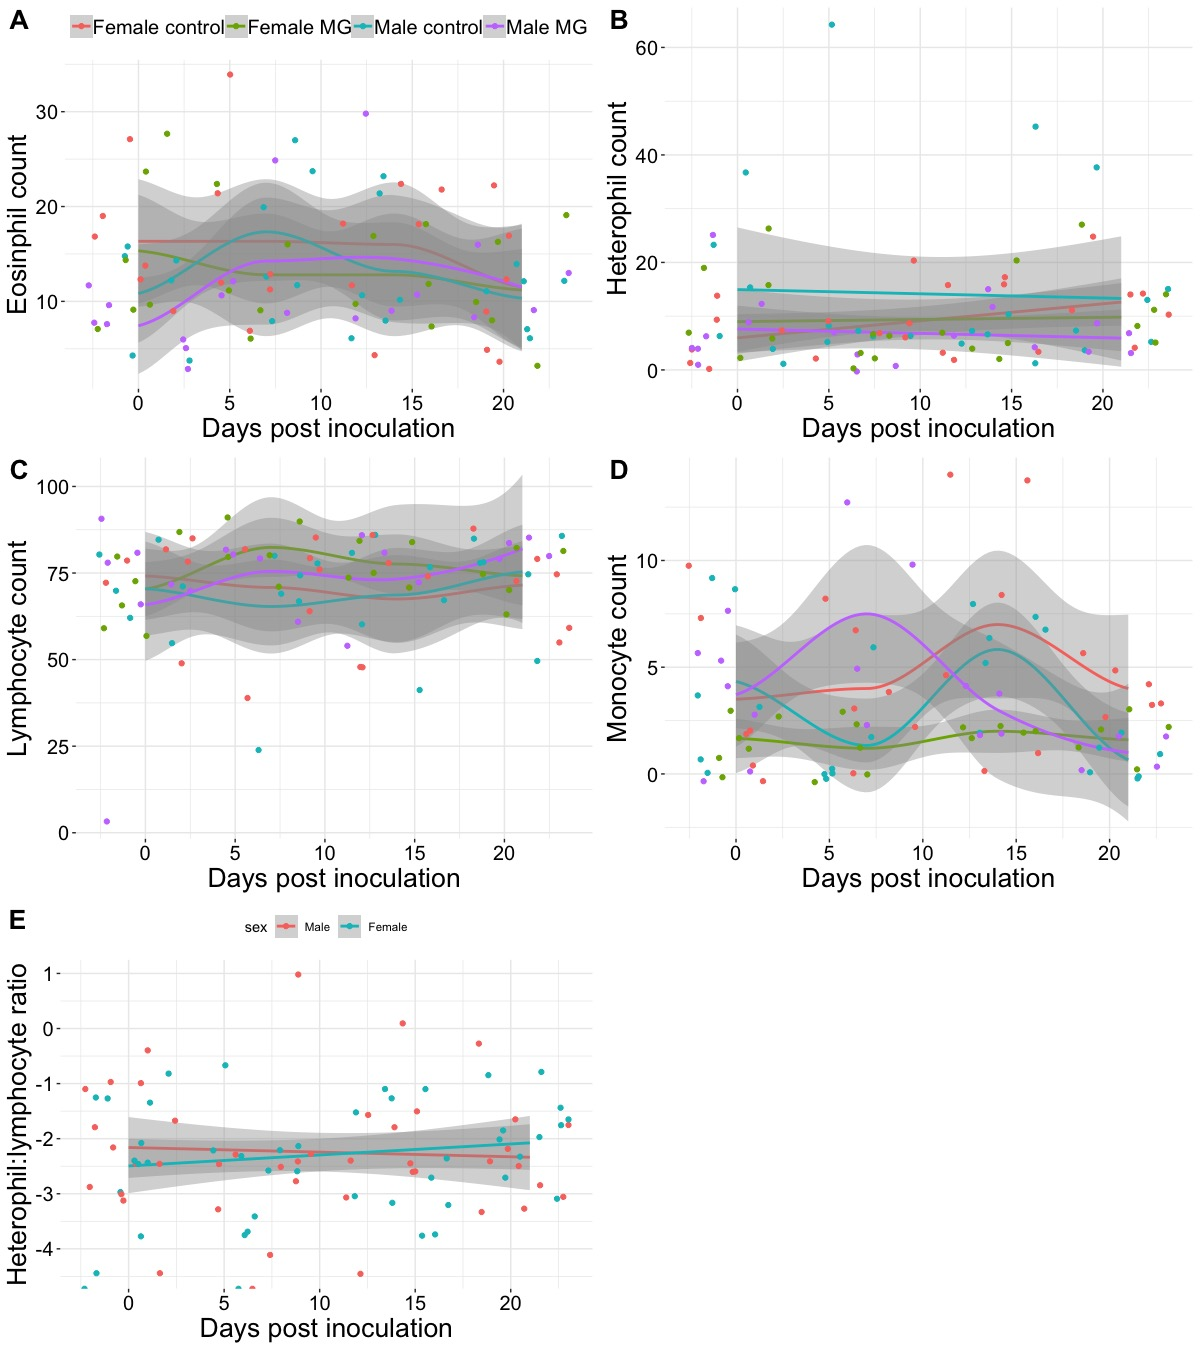 A
Female control Female MG Male control Male MG
Eosinphil count
30
20
10
0 5 10 15 20
Days post inoculation
B
Heterophil count
60
40
20
0
0 5 10 15 20
Days post inoculation
C
Lymphocyte count
100
75
50
25
0
0 5 10 15 20
Days post inoculation
D
Monocyte count
10
5
0
0 5 10 15 20
Days post inoculation
E
sex Male Female
Heterophil:lymphocyte ratio
1
0
-1
-2
-3
-4
0 5 10 15 20
Days post inoculation